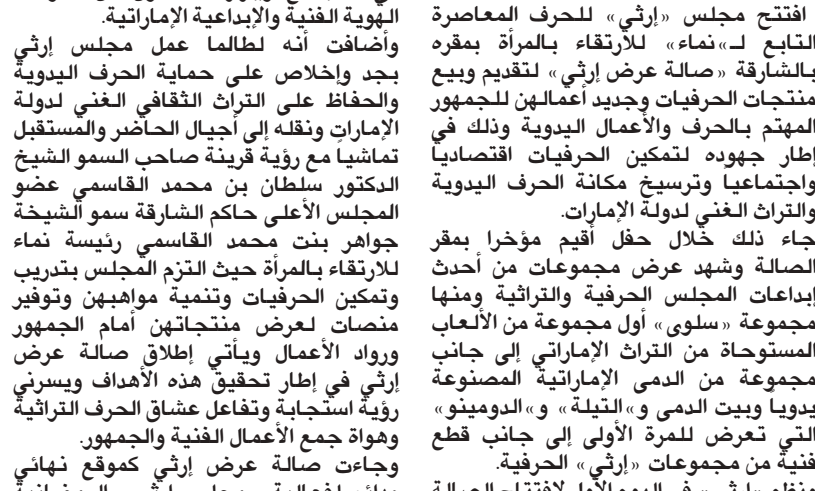 افتتح مجلس «إرثي» للحرف المعاصرة
التابع لـ»نماء» للارتقاء بالمرأة بمقره
بالشارقة «صالة عرض إرثي» لتقديم وبيع
منتجات الحرفيات وجديد أعمالهن للجمهور
المهتم بالحرف والأعمال اليدوية وذلك في
إطار جهوده لتمكين الحرفيات اقتصادياً
واجتماعياً وترسيخ مكانة الحرف اليدوية
والتراث الغني لدولة الإمارات.
جاء ذلك خلال حفل أقيم مؤخرا بمقر
الصالة وشهد عرض مجموعات من أحدث
إبداعات المجلس الحرفية والتراثية ومنها
مجموعة «سلوى» أول مجموعة من الألعاب
المستوحاة من التراث الإماراتي إلى جانب
مجموعة من الدمى الإماراتية المصنوعة
يدويا وبيت الدمى و»التيلة» و»الدومينو»
التي تعرض للمرة الأولى إلى جانب قطع
فنية من مجموعات «إرثي» الحرفية.
الهوية الفنية والإبداعية الإماراتية.
وأضافت أنه لطالما عمل مجلس إرثي
بجد وإخلاص على حماية الحرف اليدوية
والحفاظ على التراث الثقافي الغني لدولة
الإمارات ونقله إلى أجيال الحاضر والمستقبل
تماشياً مع رؤية قرينة صاحب السمو الشيخ
الدكتور سلطان بن محمد القاسمي عضو
المجلس الأعلى حاكم الشارقة سمو الشيخة
جواهر بنت محمد القاسمي رئيسة نماء
للارتقاء بالمرأة حيث التزم المجلس بتدريب
وتمكين الحرفيات وتنمية مواهبهن وتوفير
منصات لعرض منتجاتهن أمام الجمهور
ورواد الأعمال ويأتي إطلاق صالة عرض
إرثي في إطار تحقيق هذه الأهداف ويسرني
رؤية استجابة وتفاعل عشاق الحرف التراثية
وهواة جمع الأعمال الفنية والجمهور.
وجاءت صالة عرض إرثي كموقع نهائي